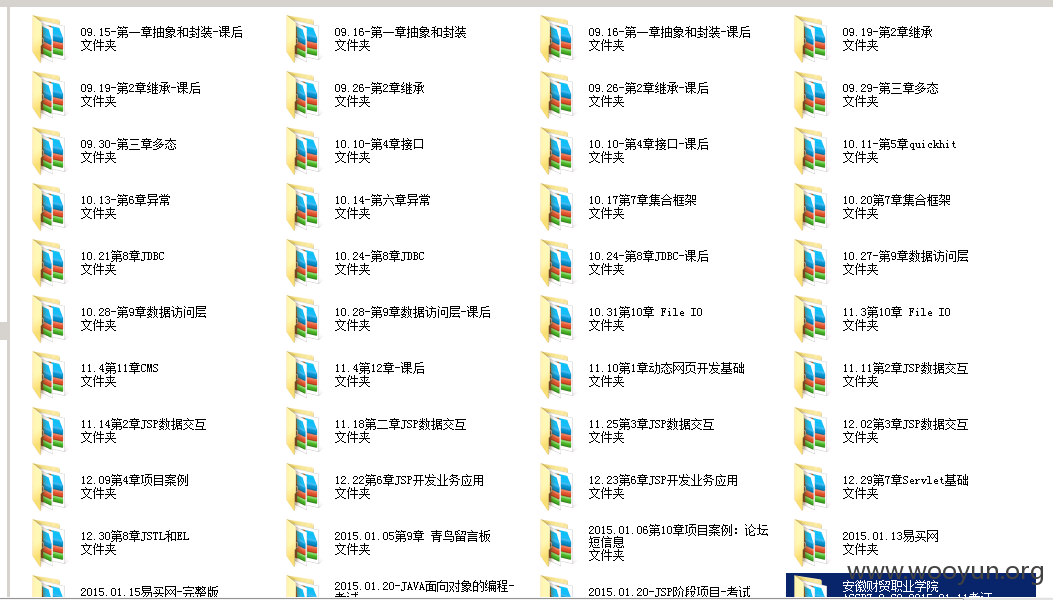 09.15-第一章抽象和封装-课后
文件夹
09.16-第一章抽象和封装
文件夹
09.16-第一章抽象和封装-课后
文件夹
09.19-第2章继承
文件夹
09.19-第2章继承-课后
文件夹
09.26-第2章继承
文件夹
09.26-第2章继承-课后
文件夹
09.29-第三章多态
文件夹
09.30-第三章多态
文件夹
10.10-第4章接口
文件夹
10.10-第4章接口-课后
文件夹
10.11-第5章quickhit
文件夹
10.13-第6章异常
文件夹
10.14-第六章异常
文件夹
10.17第7章集合框架
文件夹
10.20第7章集合框架
文件夹
10.21第8章JDBC
文件夹
10.24-第8章JDBC
文件夹
10.24-第8章JDBC-课后
文件夹
10.27-第9章数据访问层
文件夹
10.28-第9章数据访问层
文件夹
10.28-第9章数据访问层-课后
文件夹
10.31第10章 File IO
文件夹
11.3第10章 File IO
文件夹
11.4第11章CMS
文件夹
11.4第12章-课后
文件夹
11.10第1章动态网页开发基础
文件夹
11.11第2章JSP数据交互
文件夹
11.14第2章JSP数据交互
文件夹
11.18第二章JSP数据交互
文件夹
11.25第3章JSP数据交互
文件夹
12.02第3章JSP数据交互
文件夹
12.09第4章项目案例
文件夹
12.22第6章JSP开发业务应用
文件夹
12.23第6章JSP开发业务应用
文件夹
12.29第7章Servlet基础
文件夹
12.30第8章JSTL和EL
文件夹
2015.01.05第9章 青鸟留言板
文件夹
2015.01.06第10章项目案例：论坛
短信息
文件夹
2015.01.13易买网
文件夹
2015.01.15易买网-完整版
2015.01.20-JAVA面向对象的编程-
考试
2015.01.20-JSP阶段项目-考试
安徽财贸职业学院
www.wooyun.org